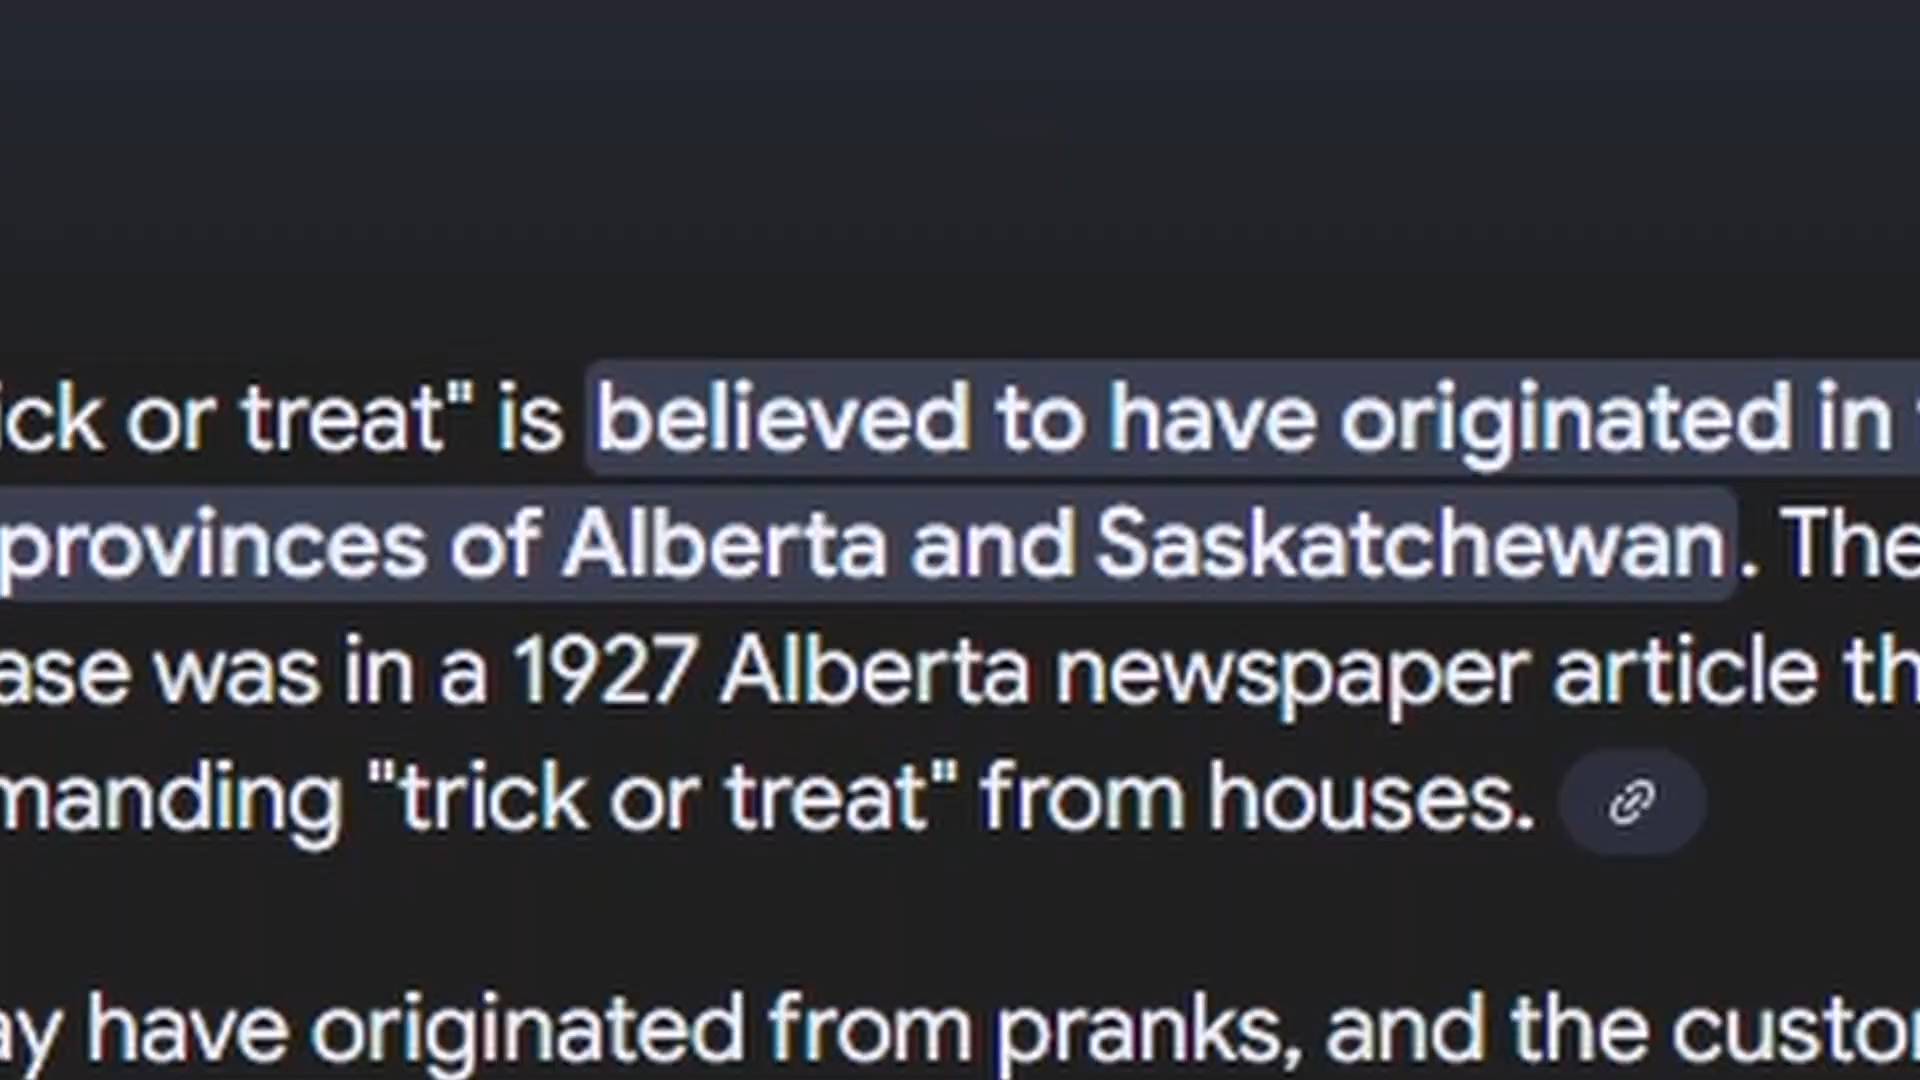 ick or treat" is believed to have originated in
provinces of Alberta and Saskatchewan. The
ase was in a 1927 Alberta newspaper article th
manding "trick or treat" from houses.
ay have originated from pranks, and the custo